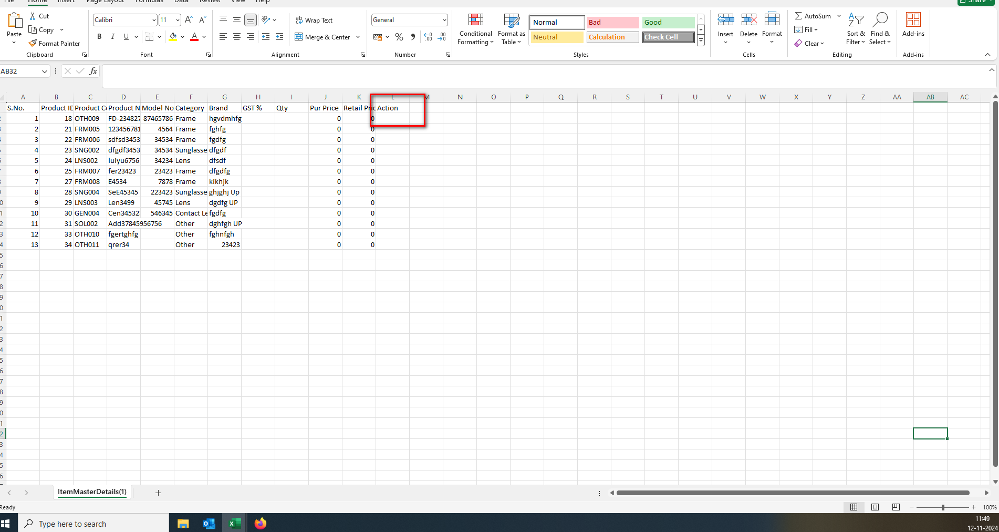 File Home Insert Page Layout Formulas Data Review View Help Share
Paste Cut Copy Format Painter Clipboard
Calibri 11 A A B I U A Font
Wrap Text Merge & Center Alignment
General % Number
Conditional Formatting Format as Table
Normal Bad Good Neutral Calculation Check Cell Styles
Insert Delete Format Cells
AutoSum Fill Clear Sort & Filter Find & Select Editing
Add-ins Add-ins
AB32 fx
A B C D E F G H I J K L M N O P Q R S T U V W X Y Z AA AB AC
S.No. Product ID Product Co Product N Model No Category Brand GST % Qty Pur Price Retail Pric Action
1 18 OTH009 FD-234827 87465786 Frame hgvdmhfg 0 0
2 21 FRM005 123456781 4564 Frame fghfg 0 0
3 22 FRM006 sdfsd3453 34534 Frame fgdfg 0 0
4 23 SNG002 dfgdf3453 34534 Sunglasse dfgdf 0 0
5 24 LNS002 luiyu6756 34234 Lens dfsdf 0 0
6 25 FRM007 fer23423 23423 Frame dfgdfg 0 0
7 27 FRM008 E4534 7878 Frame kikhjk 0 0
8 28 SNG004 SeE45345 223423 Sunglasse ghjghj Up 0 0
9 29 LNS003 Len3499 45745 Lens dgdfg UP 0 0
10 30 GEN004 Cen34532 546345 Contact Le fgdfg 0 0
11 31 SOL002 Add37845956756 Other dghfgh UP 0 0
12 33 OTH010 fgertghfg Other fghnfgh 0 0
13 34 OTH011 qrer34 Other 23423 0 0
ItemMasterDetails(1)
Ready 100%
Type here to search
11:49
12-11-2024